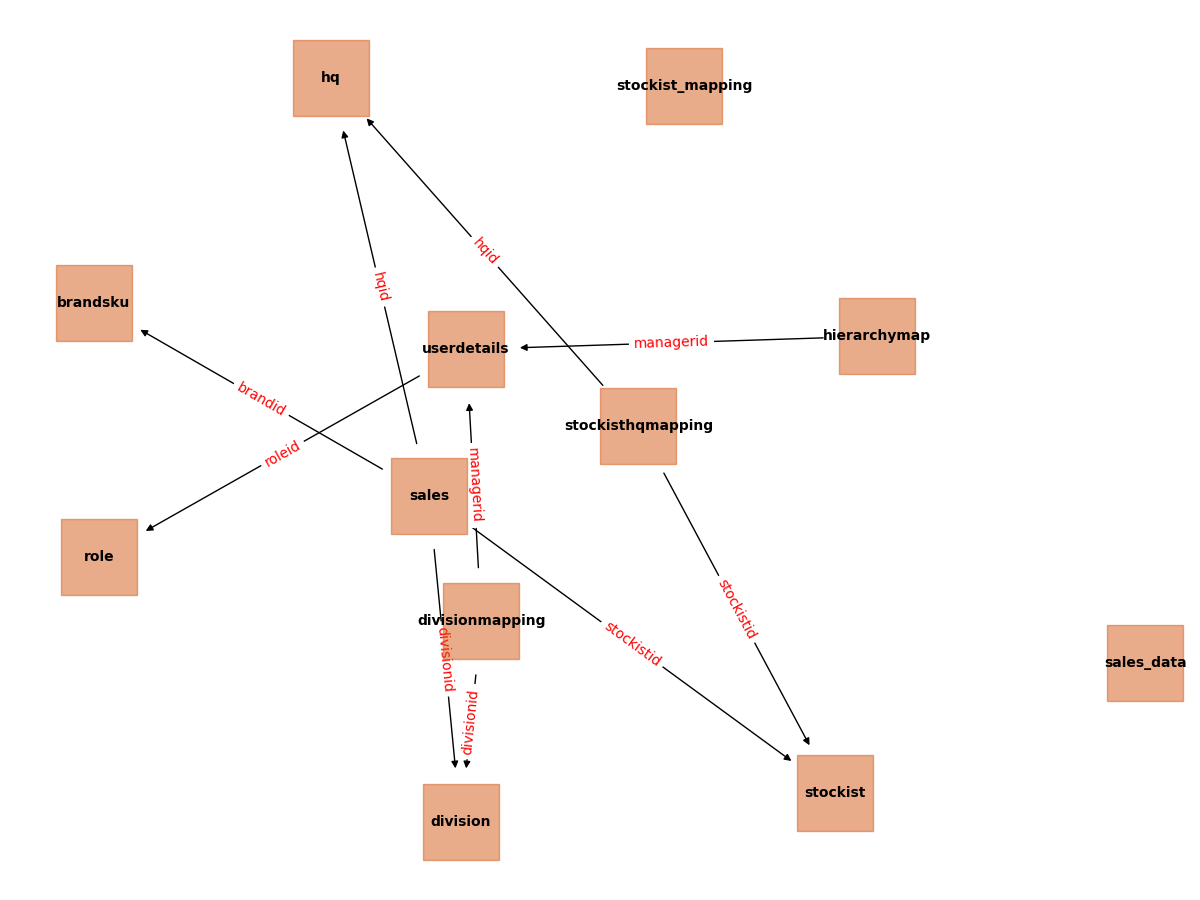 hq
stockist_mapping
hqid
hqid
brandsku
userdetails
managerid
hierarchymap
brandid
roleid
stockisthqmapping
managerid
sales
role
stockistid
divisionmapping
stockistid
divisionid
divisionid
sales_data
stockist
division